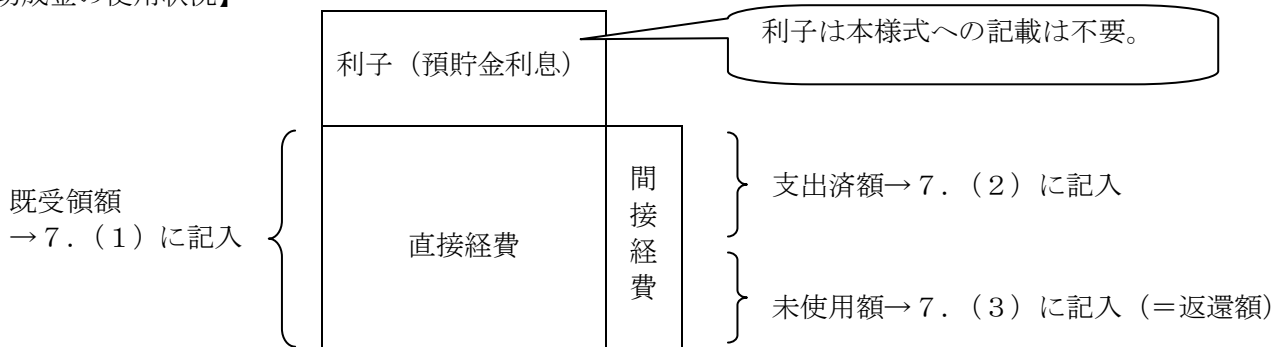 成金の使用状況】
利子は本様式への記載は不要。
利子（預貯金利息）
既受領額
→７．（１）に記入
直接経費
間接経費
支出済額→７．（２）に記入
未使用額→７．（３）に記入（＝返還額）